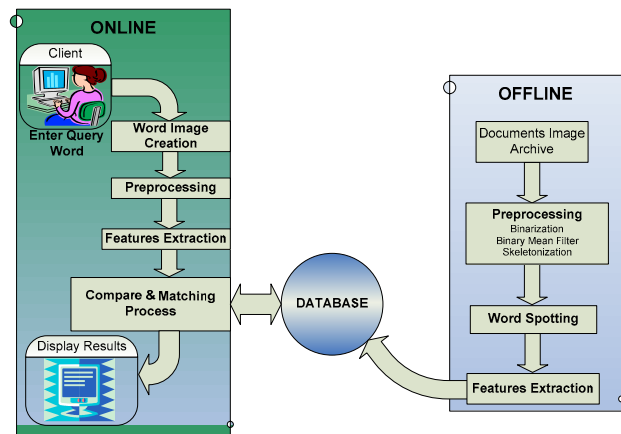 ONLINE
Client
Enter Query
Word
Word Image
Creation
Preprocessing
Features Extraction
Compare & Matching
Process
Display Results
DATABASE
OFFLINE
Documents Image
Archive
Preprocessing
Binarization
Binary Mean Filter
Skeletonization
Word Spotting
Features Extraction